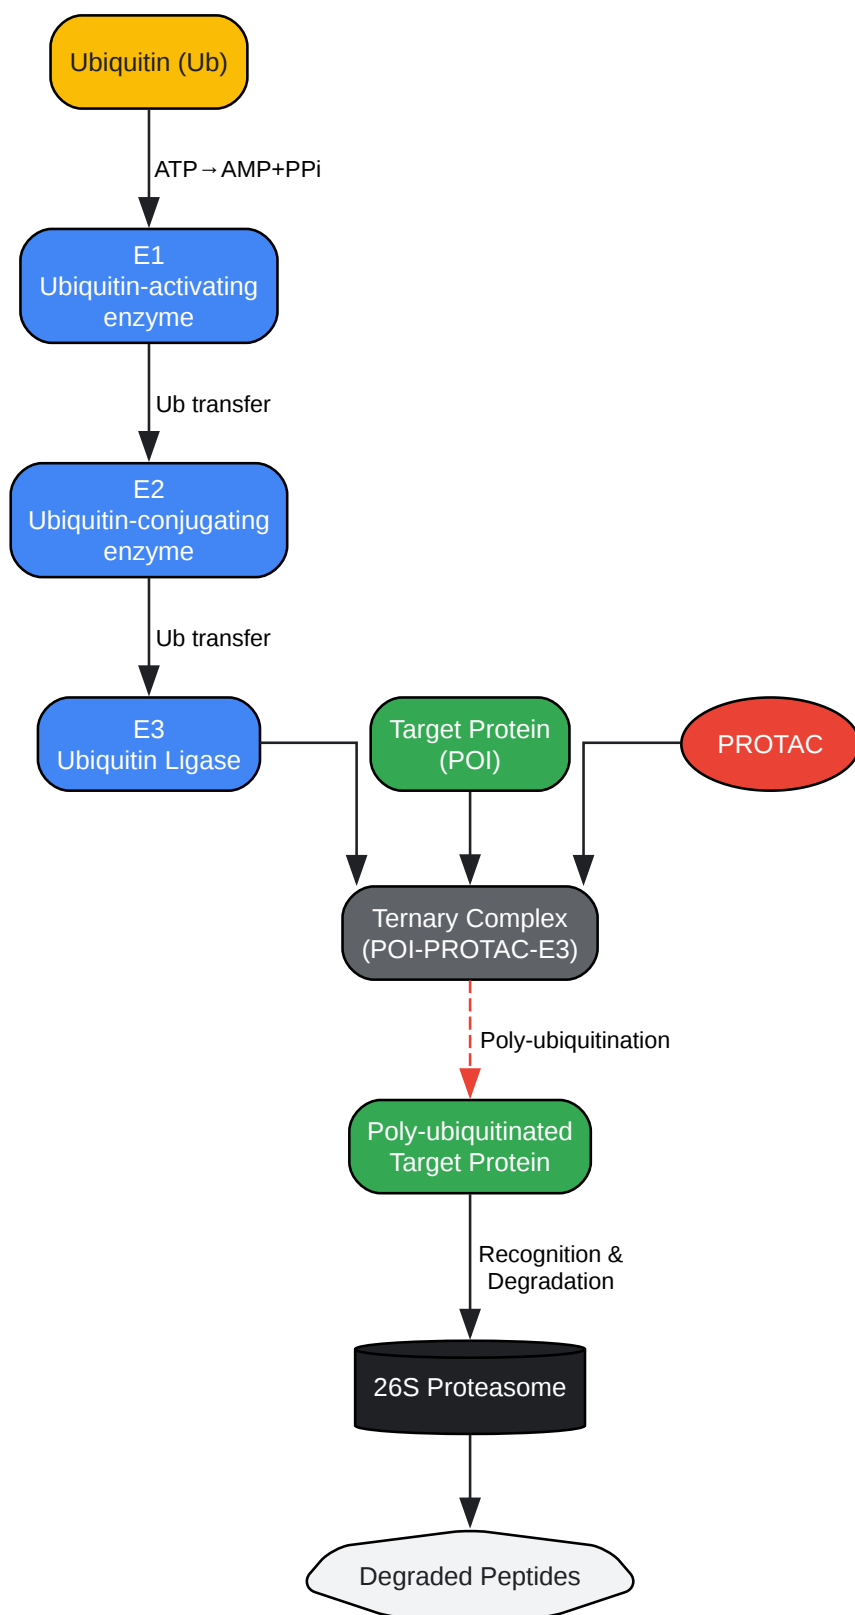 Ubiquitin (Ub)
ATP→AMP+PPi
E1
Ubiquitin-activating
enzyme
Ub transfer
E2
Ubiquitin-conjugating
enzyme
Ub transfer
E3
Ubiquitin Ligase
Target Protein
(POI)
PROTAC
Ternary Complex
(POI-PROTAC-E3)
Poly-ubiquitination
Poly-ubiquitinated
Target Protein
Recognition &
Degradation
26S Proteasome
Degraded Peptides